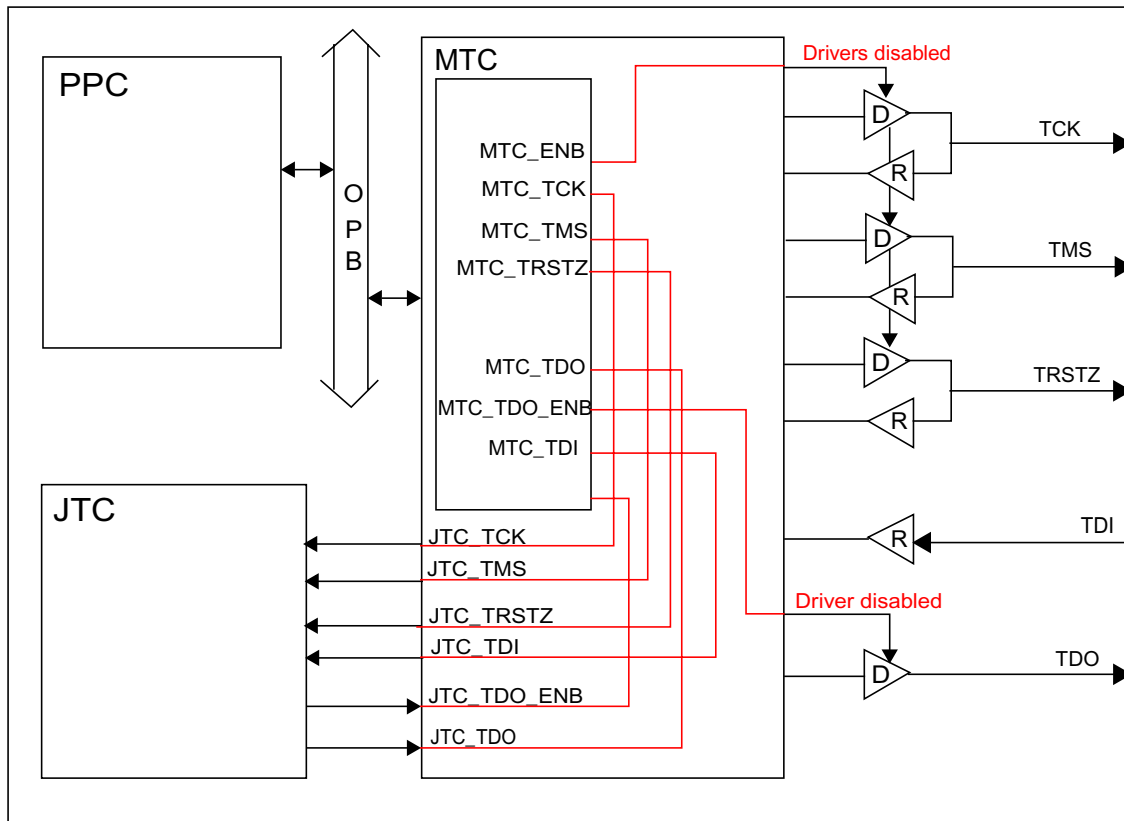 PPC
O
P
B
MTC
MTC_ENB
MTC_TCK
MTC_TMS
MTC_TRSTZ
MTC_TDO
MTC_TDO_ENB
MTC_TDI
JTC
JTC_TCK
JTC_TMS
JTC_TRSTZ
JTC_TDI
JTC_TDO_ENB
JTC_TDO
Drivers disabled
D
TCK
R
D
TMS
R
D
TRSTZ
R
TDI
R
Driver disabled
D
TDO